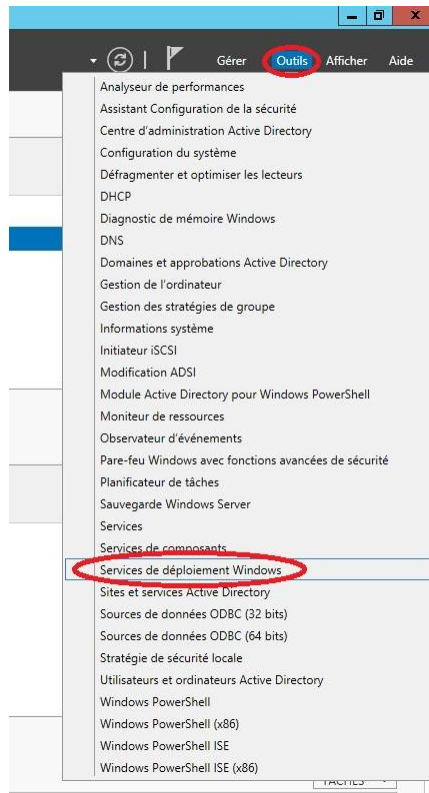 Gérer Outils Afficher Aide
Analyseur de performances
Assistant Configuration de la sécurité
Centre d'administration Active Directory
Configuration du système
Défragmenter et optimiser les lecteurs
DHCP
Diagnostic de mémoire Windows
DNS
Domaines et approbations Active Directory
Gestion de l'ordinateur
Gestion des stratégies de groupe
Informations système
Initiateur iSCSI
Modification ADSI
Module Active Directory pour Windows PowerShell
Moniteur de ressources
Observateur d'événements
Pare-feu Windows avec fonctions avancées de sécurité
Planificateur de tâches
Sauvegarde Windows Server
Services
Services de composants
Services de déploiement Windows
Sites et services Active Directory
Sources de données ODBC (32 bits)
Sources de données ODBC (64 bits)
Stratégie de sécurité locale
Utilisateurs et ordinateurs Active Directory
Windows PowerShell
Windows PowerShell (x86)
Windows PowerShell ISE
Windows PowerShell ISE (x86)
TÂCHES